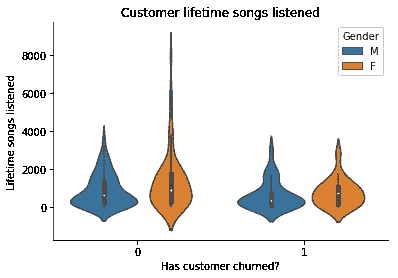 Customer lifetime songs listened
Gender
M
F
8000
6000
4000
2000
0
Lifetime songs listened
0 1
Has customer churned?